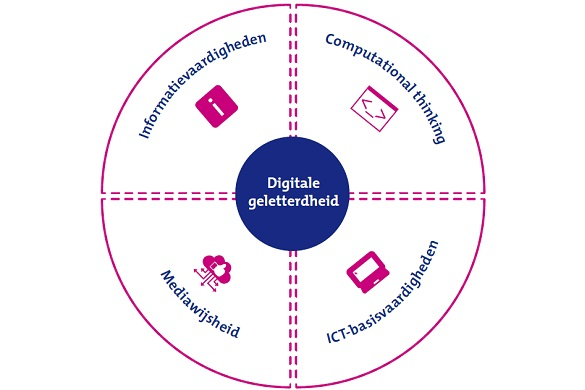 Informatievaardigheden
Computational thinking
Digitale
geletterdheid
Mediawijsheid
ICT-basisvaardigheden